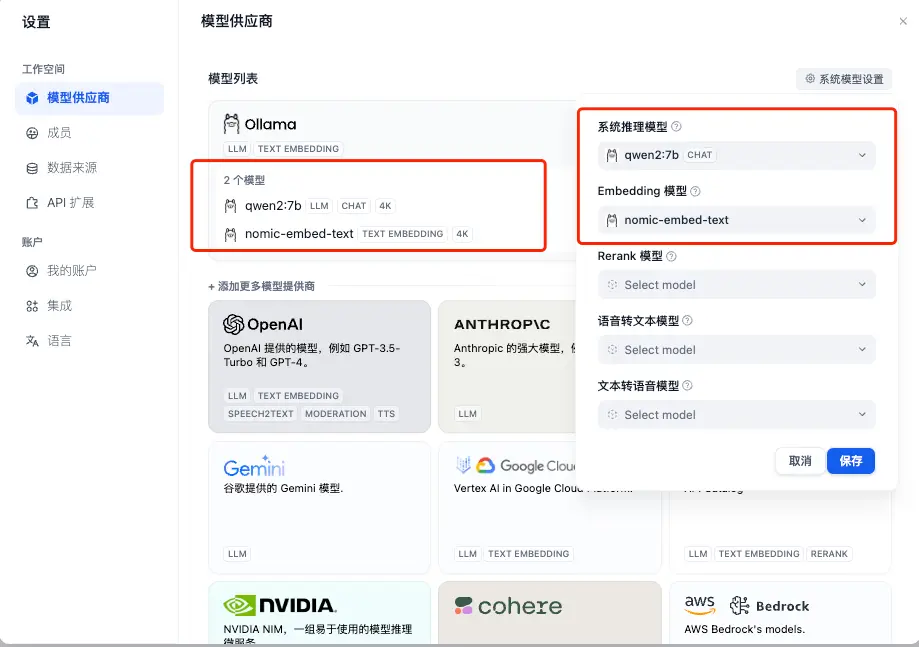 设置
工作空间
模型供应商
成员
数据来源
API 扩展
账户
我的账户
集成
语言
模型供应商
模型列表
系统模型设置
Ollama
LLM TEXT EMBEDDING
2 个模型
qwen2:7b LLM CHAT 4K
nomic-embed-text TEXT EMBEDDING 4K
+ 添加更多模型提供商
OpenAI
OpenAI 提供的模型，例如 GPT-3.5-
Turbo 和 GPT-4。
LLM TEXT EMBEDDING
SPEECH2TEXT MODERATION TTS
ANTHROP\C
Anthropic 的强大模型，
3。
LLM
系统推理模型
qwen2:7b CHAT
Embedding 模型
nomic-embed-text
Rerank 模型
Select model
语音转文本模型
Select model
文本转语音模型
Select model
取消 保存
Gemini
谷歌提供的 Gemini 模型.
LLM
Google Clou
Vertex AI in Google Cloud Platform.
LLM TEXT EMBEDDING
API Catalog
LLM TEXT EMBEDDING RERANK
NVIDIA.
NVIDIA NIM，一组易于使用的模型推理
微服务
cohere
aws Bedrock
AWS Bedrock's models.